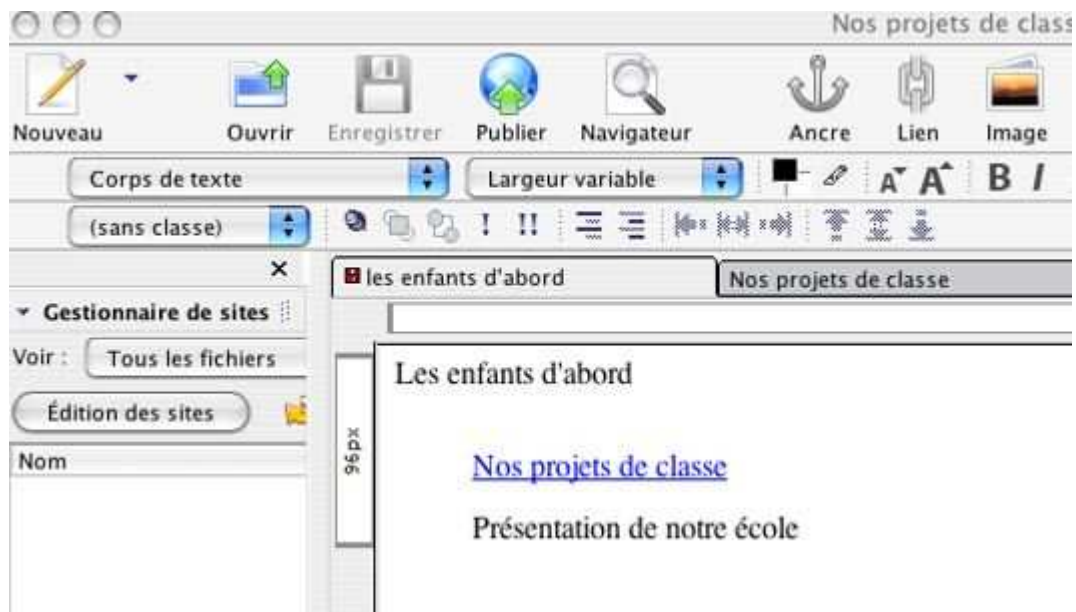 Nos projets de class
Nouveau Ouvrir Enregistrer Publier Navigateur Ancre Lien Image
Corps de texte Largeur variable A A B I
(sans classe) ! !!
les enfants d'abord Nos projets de classe
Gestionnaire de sites
Voir : Tous les fichiers
Les enfants d'abord
Édition des sites
96px
Nom
Nos projets de classe
Présentation de notre école